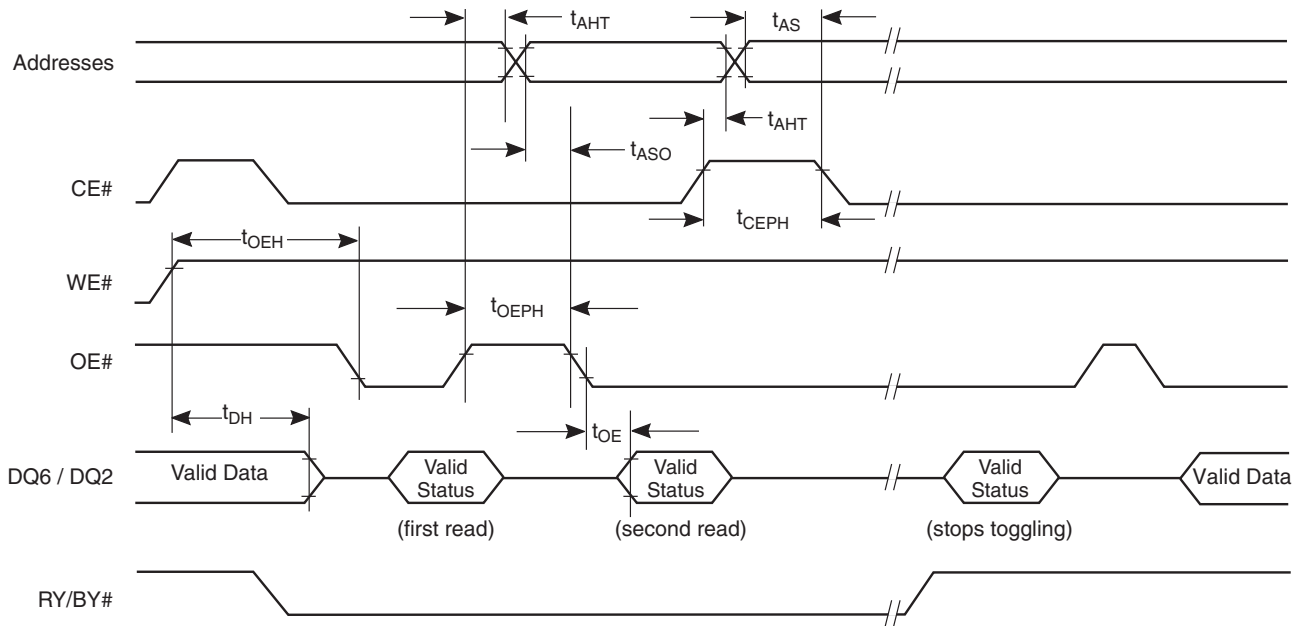 tAHT
tAS
Addresses
tAHT
tASO
CE#
tCEPH
tOEH
WE#
tOEPH
OE#
tDH
tOE
DQ6 / DQ2
Valid Data
Valid
Status
Valid
Status
Valid
Status
Valid Data
(first read)
(second read)
(stops toggling)
RY/BY#